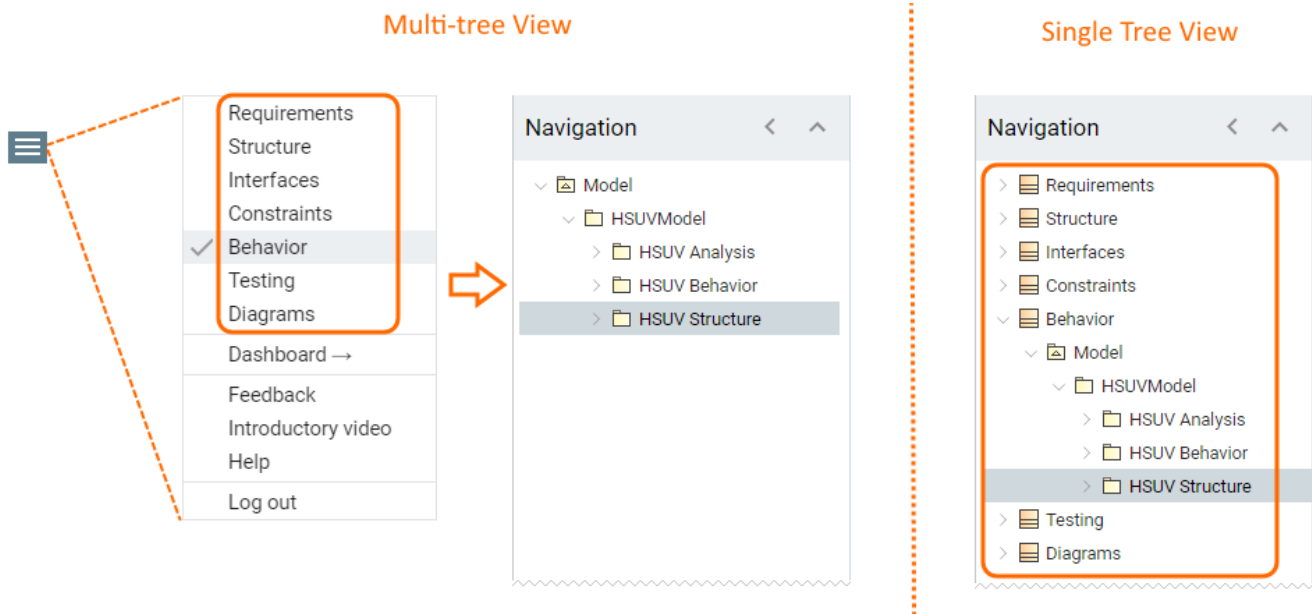 Multi-tree View
Requirements
Structure
Interfaces
Constraints
Behavior
Testing
Diagrams
Dashboard →
Feedback
Introductory video
Help
Log out
Navigation
Model
HSUVModel
HSUV Analysis
HSUV Behavior
HSUV Structure
Single Tree View
Navigation
Requirements
Structure
Interfaces
Constraints
Behavior
Model
HSUVModel
HSUV Analysis
HSUV Behavior
HSUV Structure
Testing
Diagrams